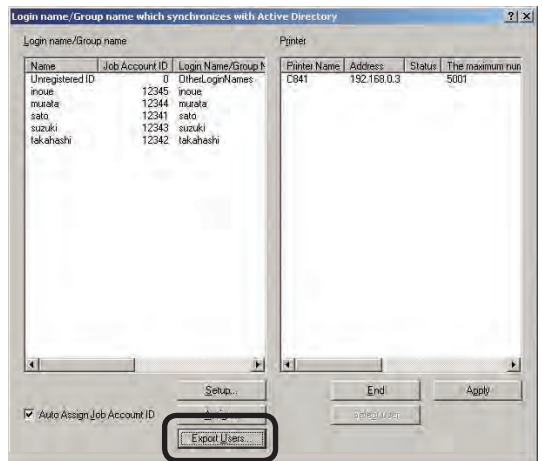 Login name/Group name which synchronizes with Active Directory
Login name/Group name
Name Job Account ID Login Name/Group N
Unregistered ID 0 OtherLoginNames
inoue 12345 inoue
murata 12344 murata
sato 12341 sato
suzuki 12343 suzuki
takahashi 12342 takahashi
Printer
Printer Name Address Status The maximum num
C841 192.168.0.3 5001
Setup...
End
Apply
Auto Assign Job Account ID
Export Users...